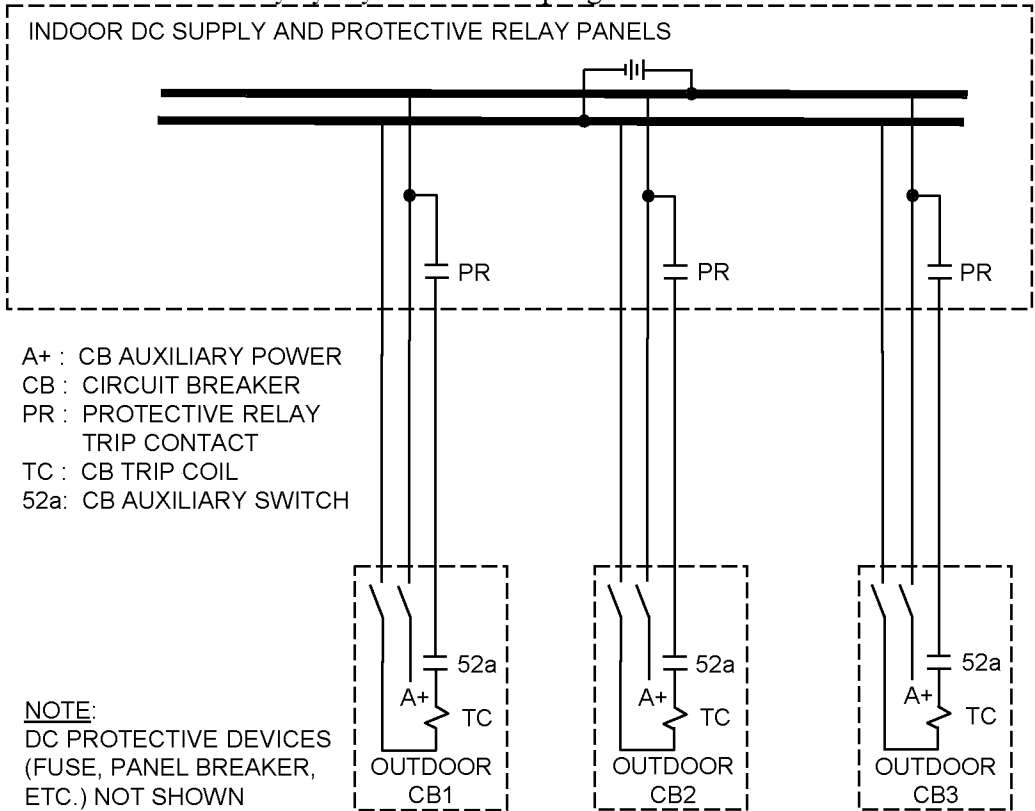 INDOOR DC SUPPLY AND PROTECTIVE RELAY PANELS
PR
PR
PR
A+ : CB AUXILIARY POWER
CB : CIRCUIT BREAKER
PR : PROTECTIVE RELAY
TRIP CONTACT
TC : CB TRIP COIL
52a: CB AUXILIARY SWITCH
52a
A+
TC
OUTDOOR
CB1
52a
A+
TC
OUTDOOR
CB2
52a
A+
TC
OUTDOOR
CB3
NOTE:
DC PROTECTIVE DEVICES
(FUSE, PANEL BREAKER,
ETC.) NOT SHOWN